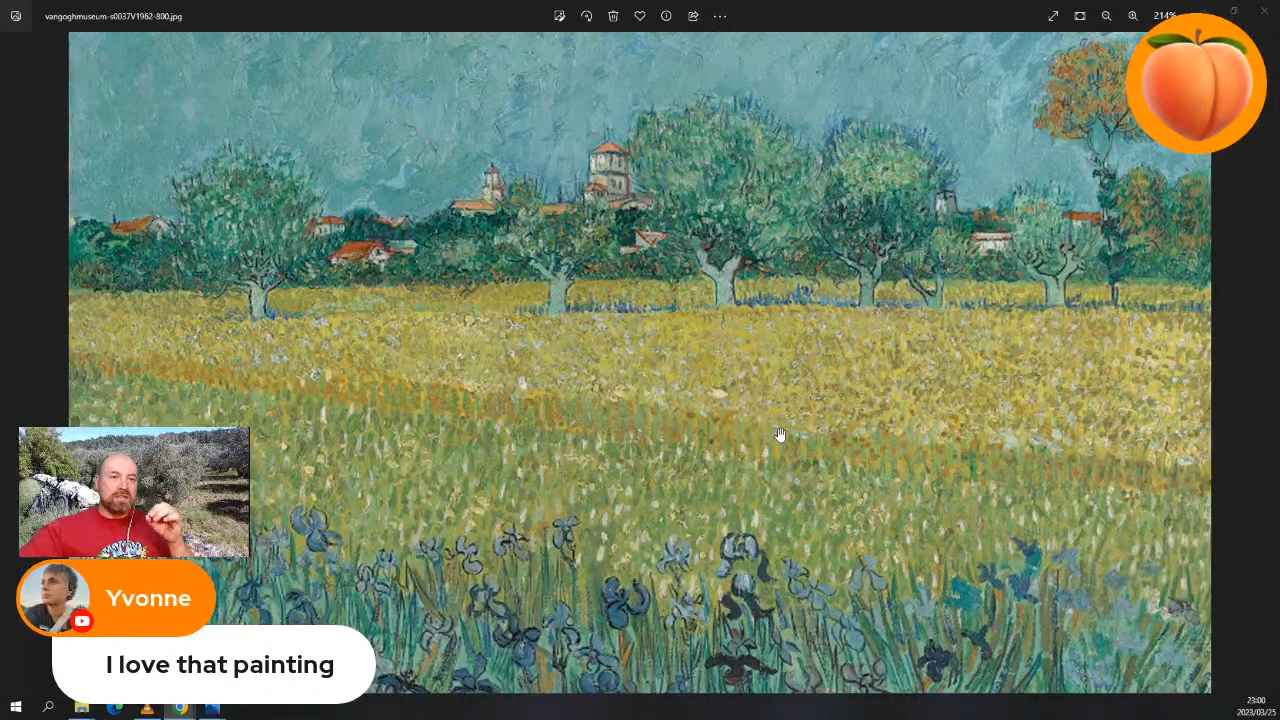 vangoghmuseum-s0037V1962-800.jpg
214%
Yvonne
I love that painting
23:00
2023/03/25